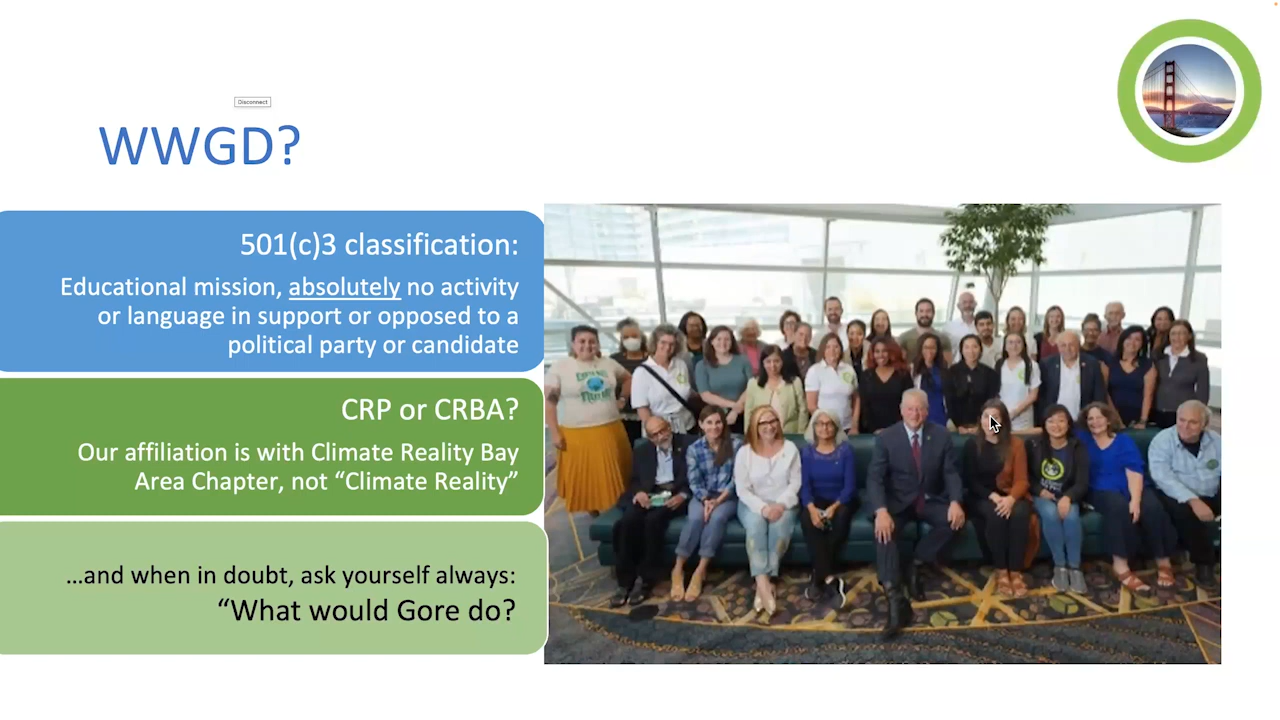 Disconnect
WWGD?
501(c)3 classification:
Educational mission, absolutely no activity
or language in support or opposed to a
political party or candidate
CRP or CRBA?
Our affiliation is with Climate Reality Bay
Area Chapter, not “Climate Reality”
…and when in doubt, ask yourself always:
“What would Gore do?